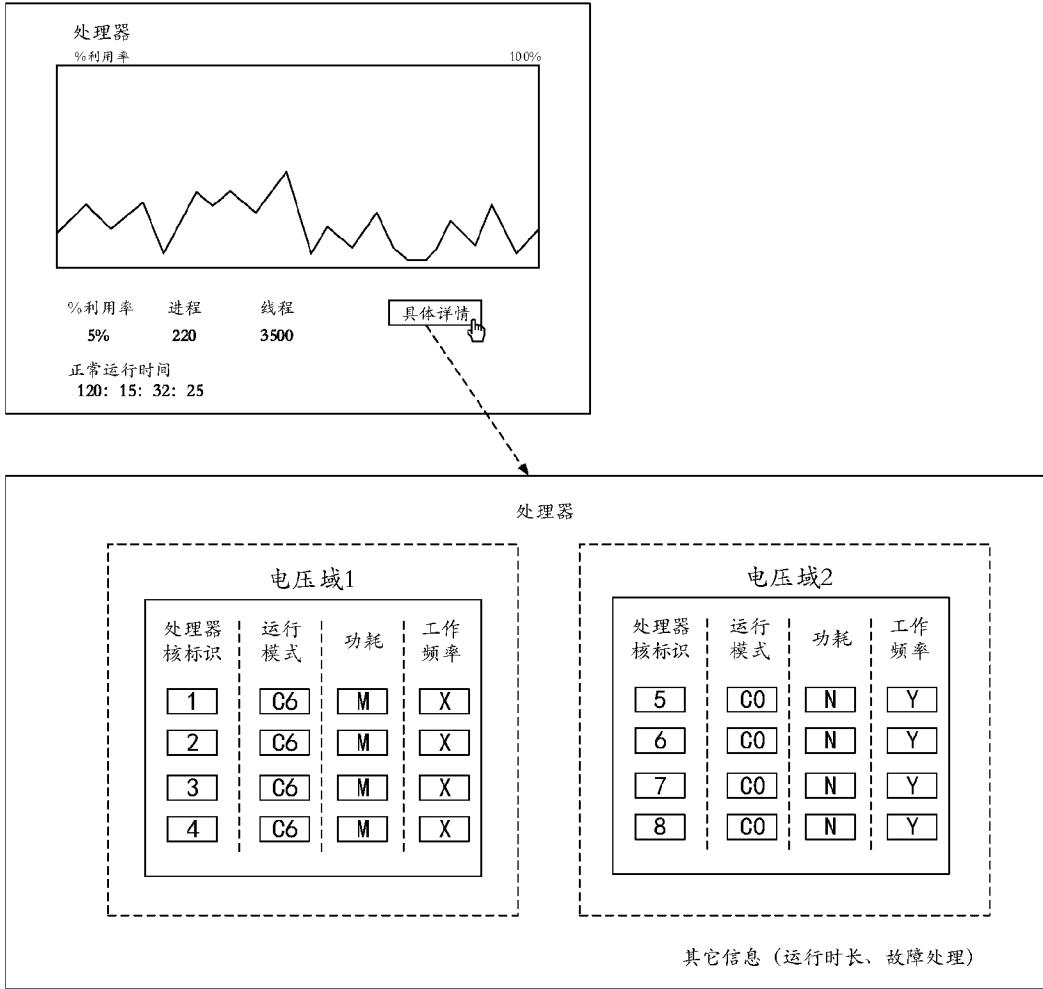 处理器
%利用率 100%
%利用率 进程 线程 具体详情
5% 220 3500
正常运行时间
120: 15: 32: 25
处理器
电压域1
处理器核标识 运行模式 功耗 工作频率
1 C6 M X
2 C6 M X
3 C6 M X
4 C6 M X
电压域2
处理器核标识 运行模式 功耗 工作频率
5 C0 N Y
6 C0 N Y
7 C0 N Y
8 C0 N Y
其它信息（运行时长、故障处理）